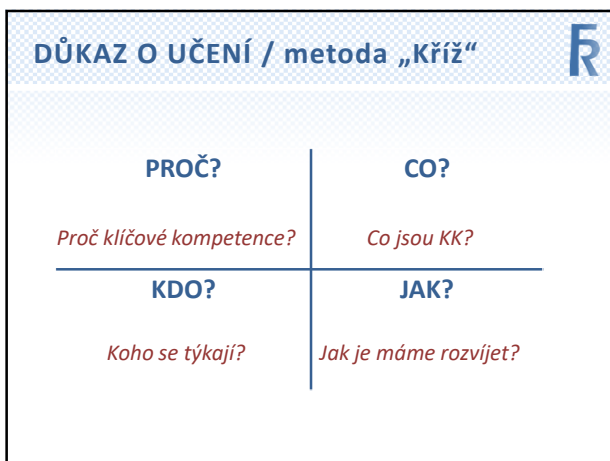 DŮKAZ O UČENÍ / metoda „Kříž“
FR
PROČ?
CO?
Proč klíčové kompetence?
Co jsou KK?
KDO?
JAK?
Koho se týkají?
Jak je máme rozvíjet?